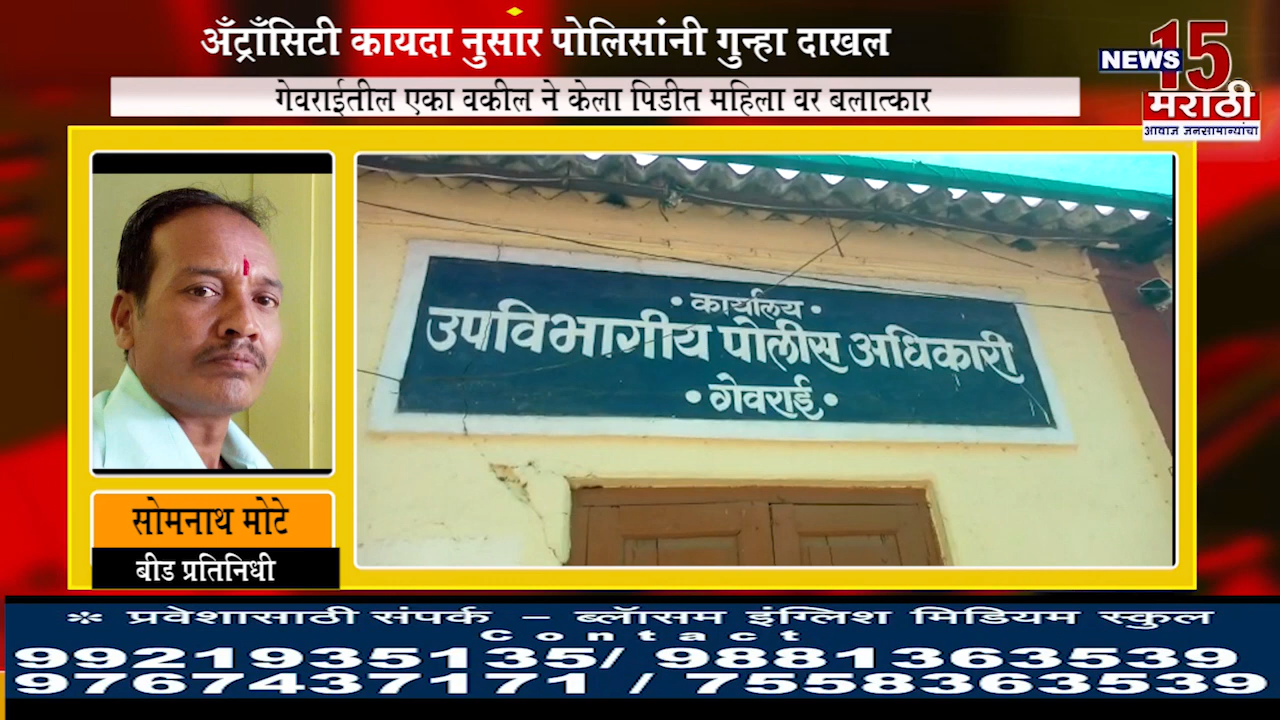 अँट्राँसिटी कायदा नुसार पोलिसांनी गुन्हा दाखल
गेवराईतील एका वकील ने केला पिडीत महिला वर बलात्कार
NEWS 15
मराठी
आवाज जनसामान्यांचा
• कार्यालय •
उपविभागीय पोलीस अधिकारी
• गेवराई •
सोमनाथ मोटे
बीड प्रतिनिधी
* प्रवेशासाठी संपर्क – ब्लॉसम इंग्लिश मिडियम स्कुल
Contact
9921935135/ 9881363539
9767437171 / 7558363539